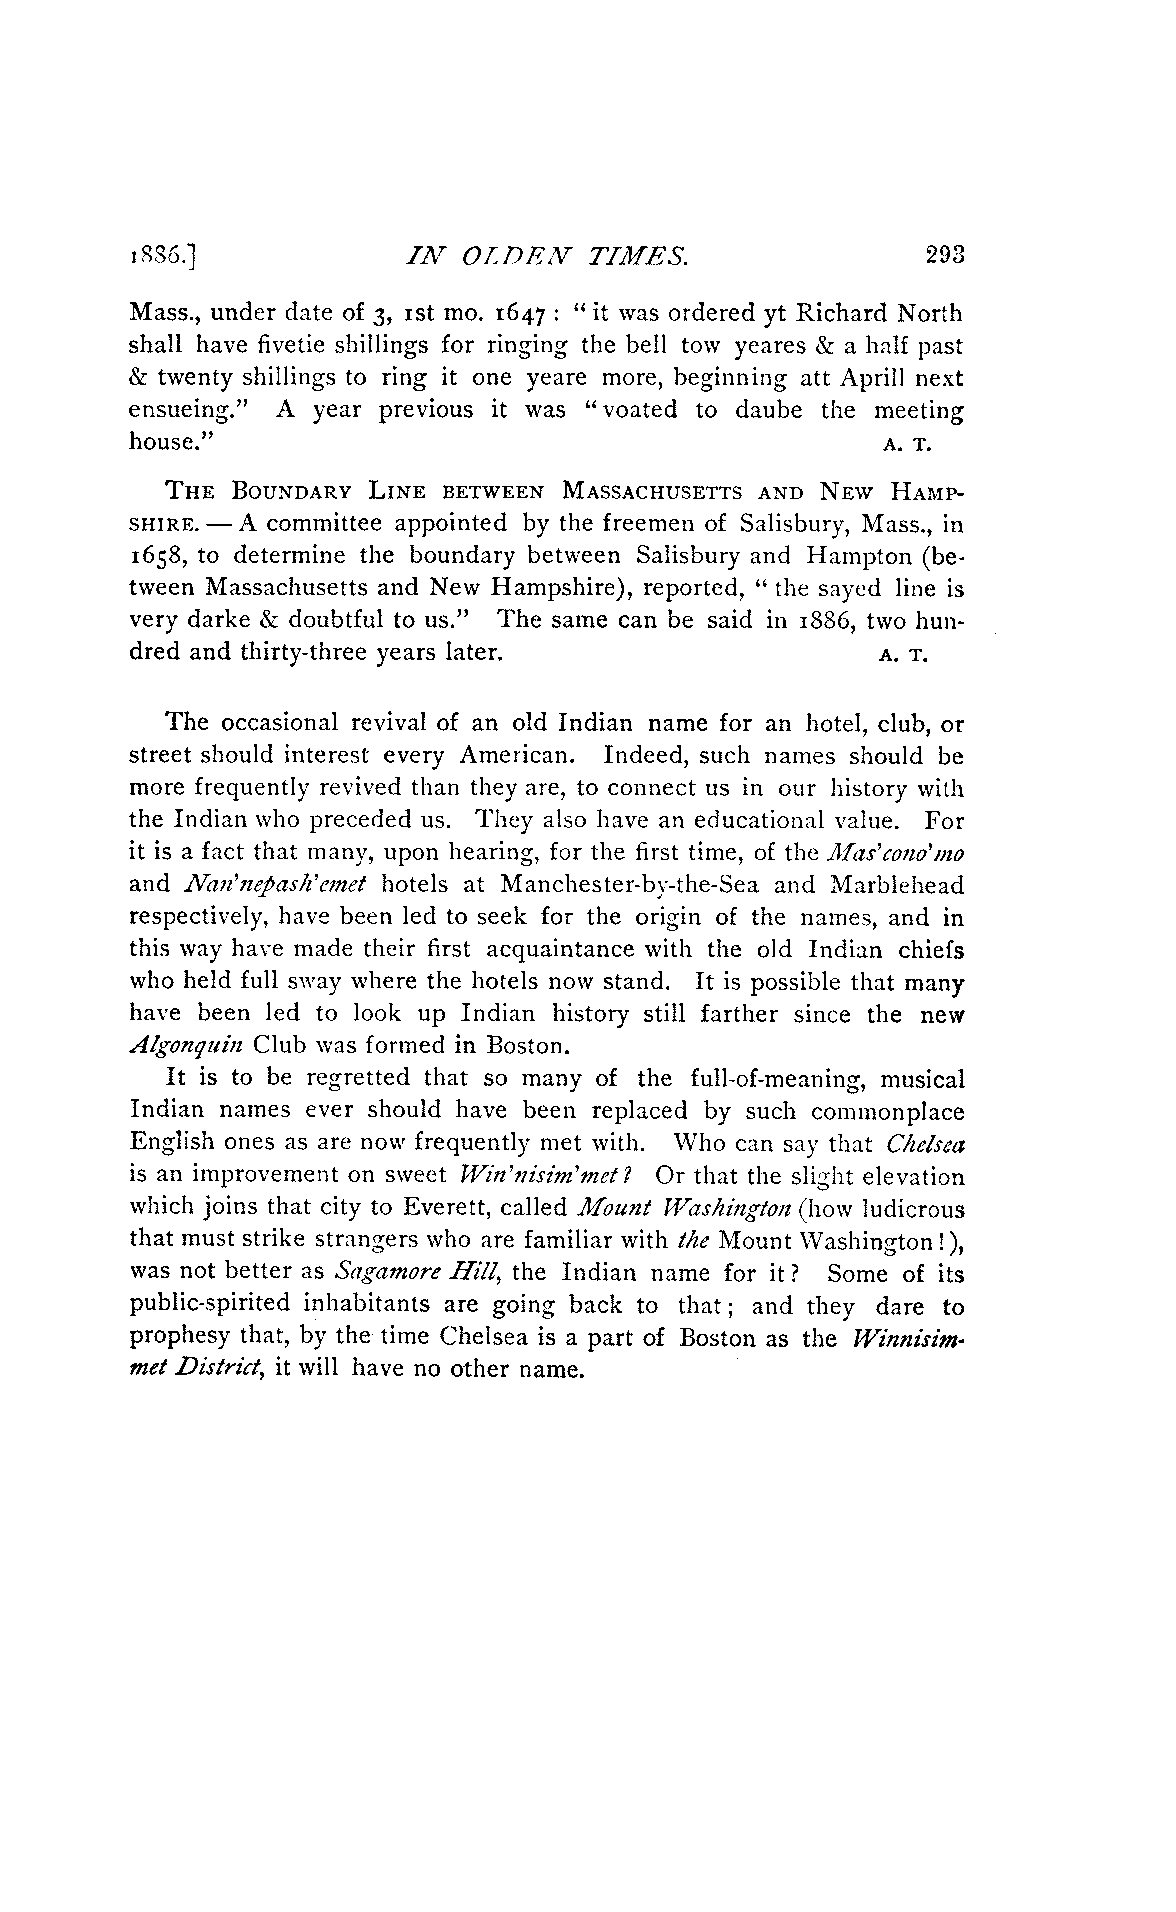 1886.] IN OLDEN TIMES. 293
Mass., under date of 3, 1st mo. 1647 : “ it was ordered yt Richard North
shall have fivetie shillings for ringing the bell tow yeares & a half past
& twenty shillings to ring it one yeare more, beginning att Aprill next
ensueing.” A year previous it was “ voated to daube the meeting
house.” A. T.
THE BOUNDARY LINE BETWEEN MASSACHUSETTS AND NEW HAMP-
SHIRE. — A committee appointed by the freemen of Salisbury, Mass., in
1658, to determine the boundary between Salisbury and Hampton (be-
tween Massachusetts and New Hampshire), reported, “ the sayed line is
very darke & doubtful to us.” The same can be said in 1886, two hun-
dred and thirty-three years later. A. T.
The occasional revival of an old Indian name for an hotel, club, or
street should interest every American. Indeed, such names should be
more frequently revived than they are, to connect us in our history with
the Indian who preceded us. They also have an educational value. For
it is a fact that many, upon hearing, for the first time, of the Mas'cono'mo
and Nan'nepash'emet hotels at Manchester-by-the-Sea and Marblehead
respectively, have been led to seek for the origin of the names, and in
this way have made their first acquaintance with the old Indian chiefs
who held full sway where the hotels now stand. It is possible that many
have been led to look up Indian history still farther since the new
Algonquin Club was formed in Boston.
It is to be regretted that so many of the full-of-meaning, musical
Indian names ever should have been replaced by such commonplace
English ones as are now frequently met with. Who can say that Chelsea
is an improvement on sweet Win'nisim'met? Or that the slight elevation
which joins that city to Everett, called Mount Washington (how ludicrous
that must strike strangers who are familiar with the Mount Washington ! ),
was not better as Sagamore Hill, the Indian name for it ? Some of its
public-spirited inhabitants are going back to that ; and they dare to
prophesy that, by the time Chelsea is a part of Boston as the Winnisim-
met District, it will have no other name.